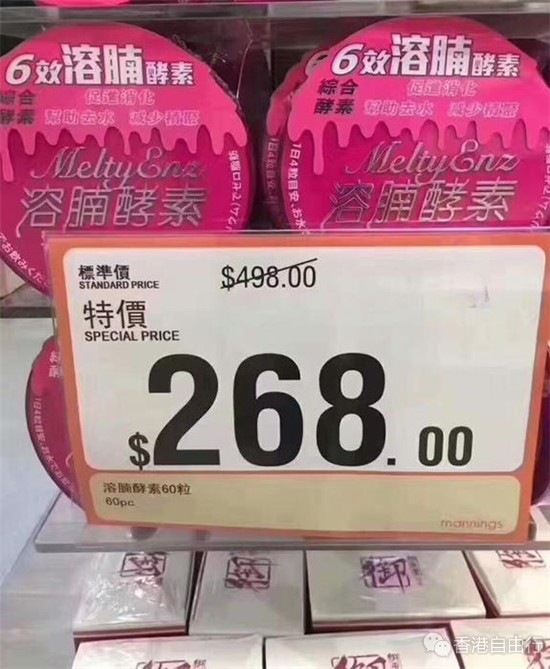 6效溶腩酵素
綜合
酵素
促進消化
幫助去水 減少積聚
MeltyEnz
溶腩酵素
6效溶腩酵素
綜合
酵素
促進消化
幫助去水 減少積聚
MeltyEnz
溶腩酵素
標準價
STANDARD PRICE
$498.00
特價
SPECIAL PRICE
$268.00
溶腩酵素60粒
60pc
mannings
御
御
香港自由行